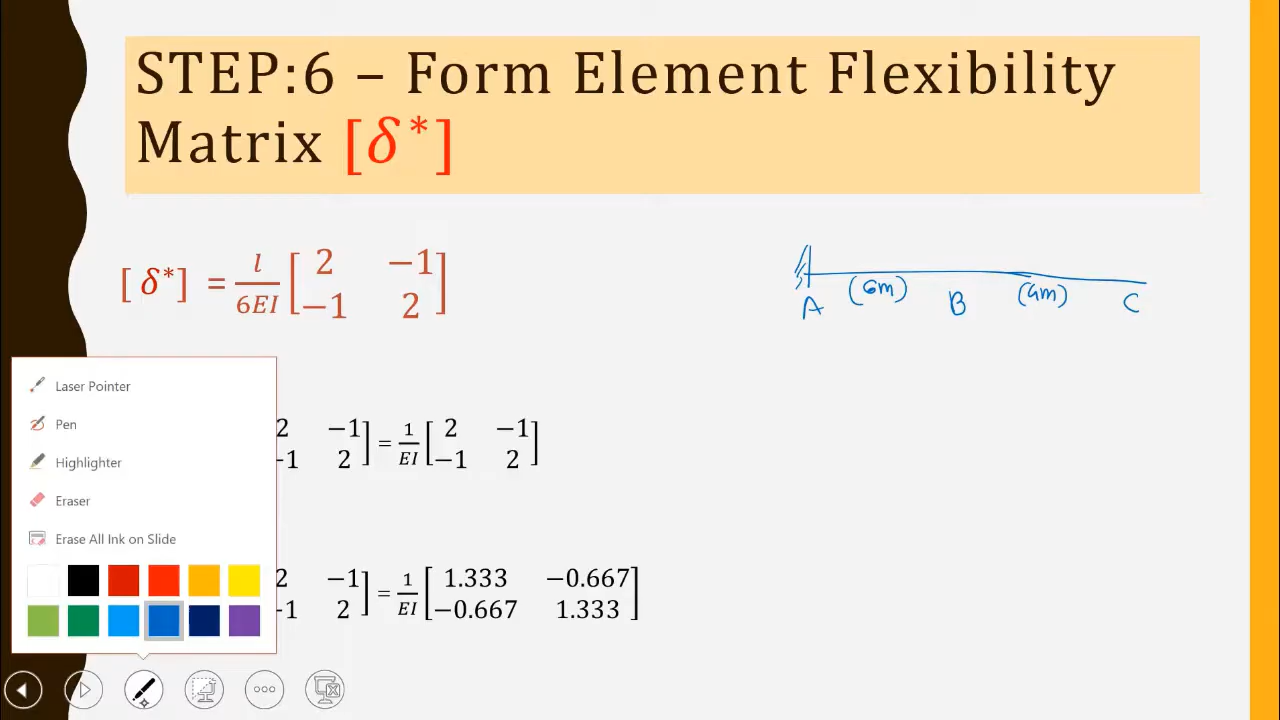 STEP:6 – Form Element Flexibility
Matrix [δ*]
[ δ*] = l/6EI [2 −1
−1 2]
A (6m) B (4m) C
Laser Pointer
Pen
Highlighter
Eraser
Erase All Ink on Slide
2 −1
-1 2] = 1/EI [2 −1
−1 2]
2 −1
-1 2] = 1/EI [1.333 −0.667
−0.667 1.333]